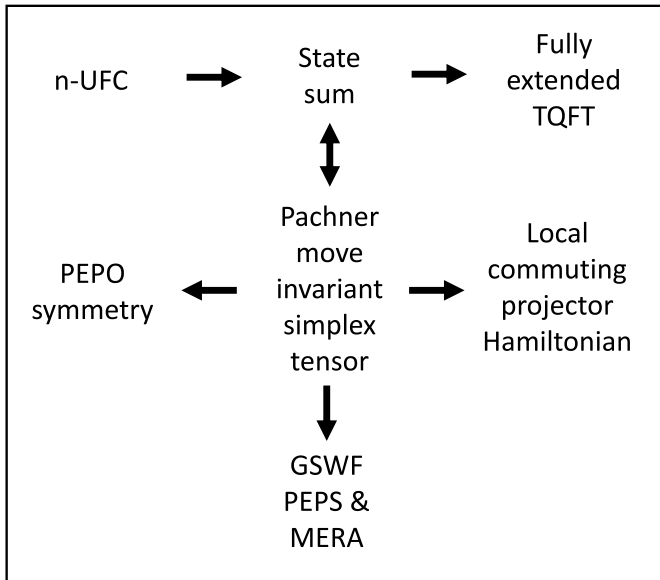 n-UFC
State
sum
Fully
extended
TQFT
PEPO
symmetry
Pachner
move
invariant
simplex
tensor
Local
commuting
projector
Hamiltonian
GSWF
PEPS &
MERA